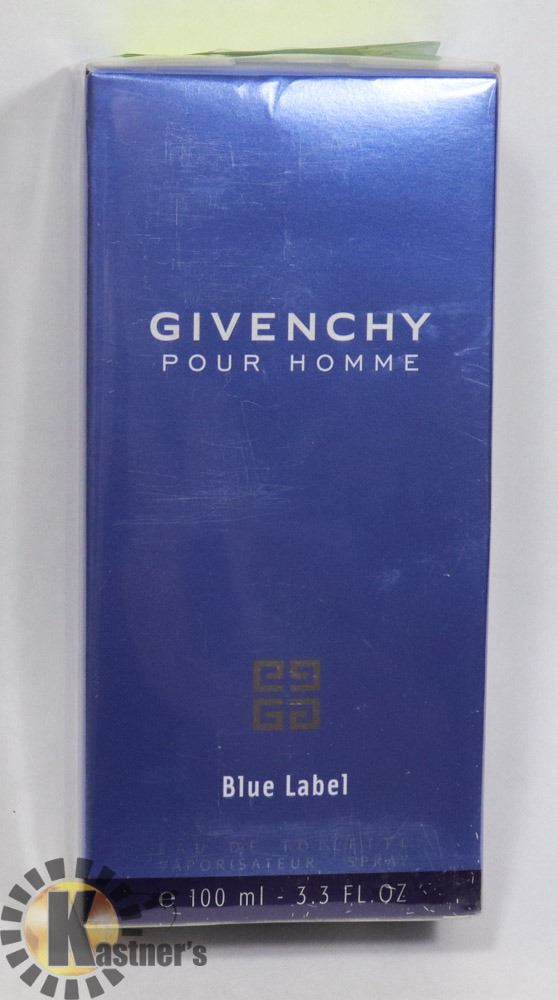 GIVENCHY
POUR HOMME
Blue Label
EAU DE TOILETTE
VAPORISATEUR SPRAY
e 100 ml - 3.3 FL.OZ
Kastner's